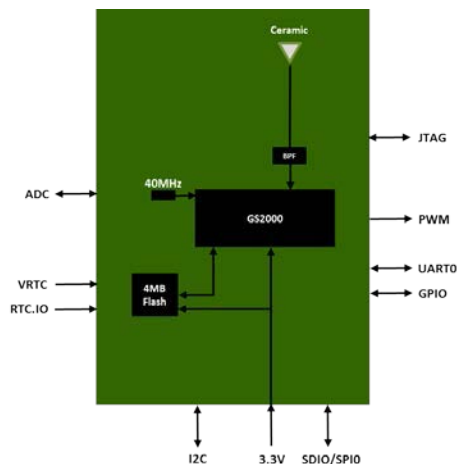 Ceramic
BPF
JTAG
40MHz
ADC
GS2000
PWM
UART0
VRTC
4MB
Flash
GPIO
RTC.IO
I2C
3.3V
SDIO/SPI0